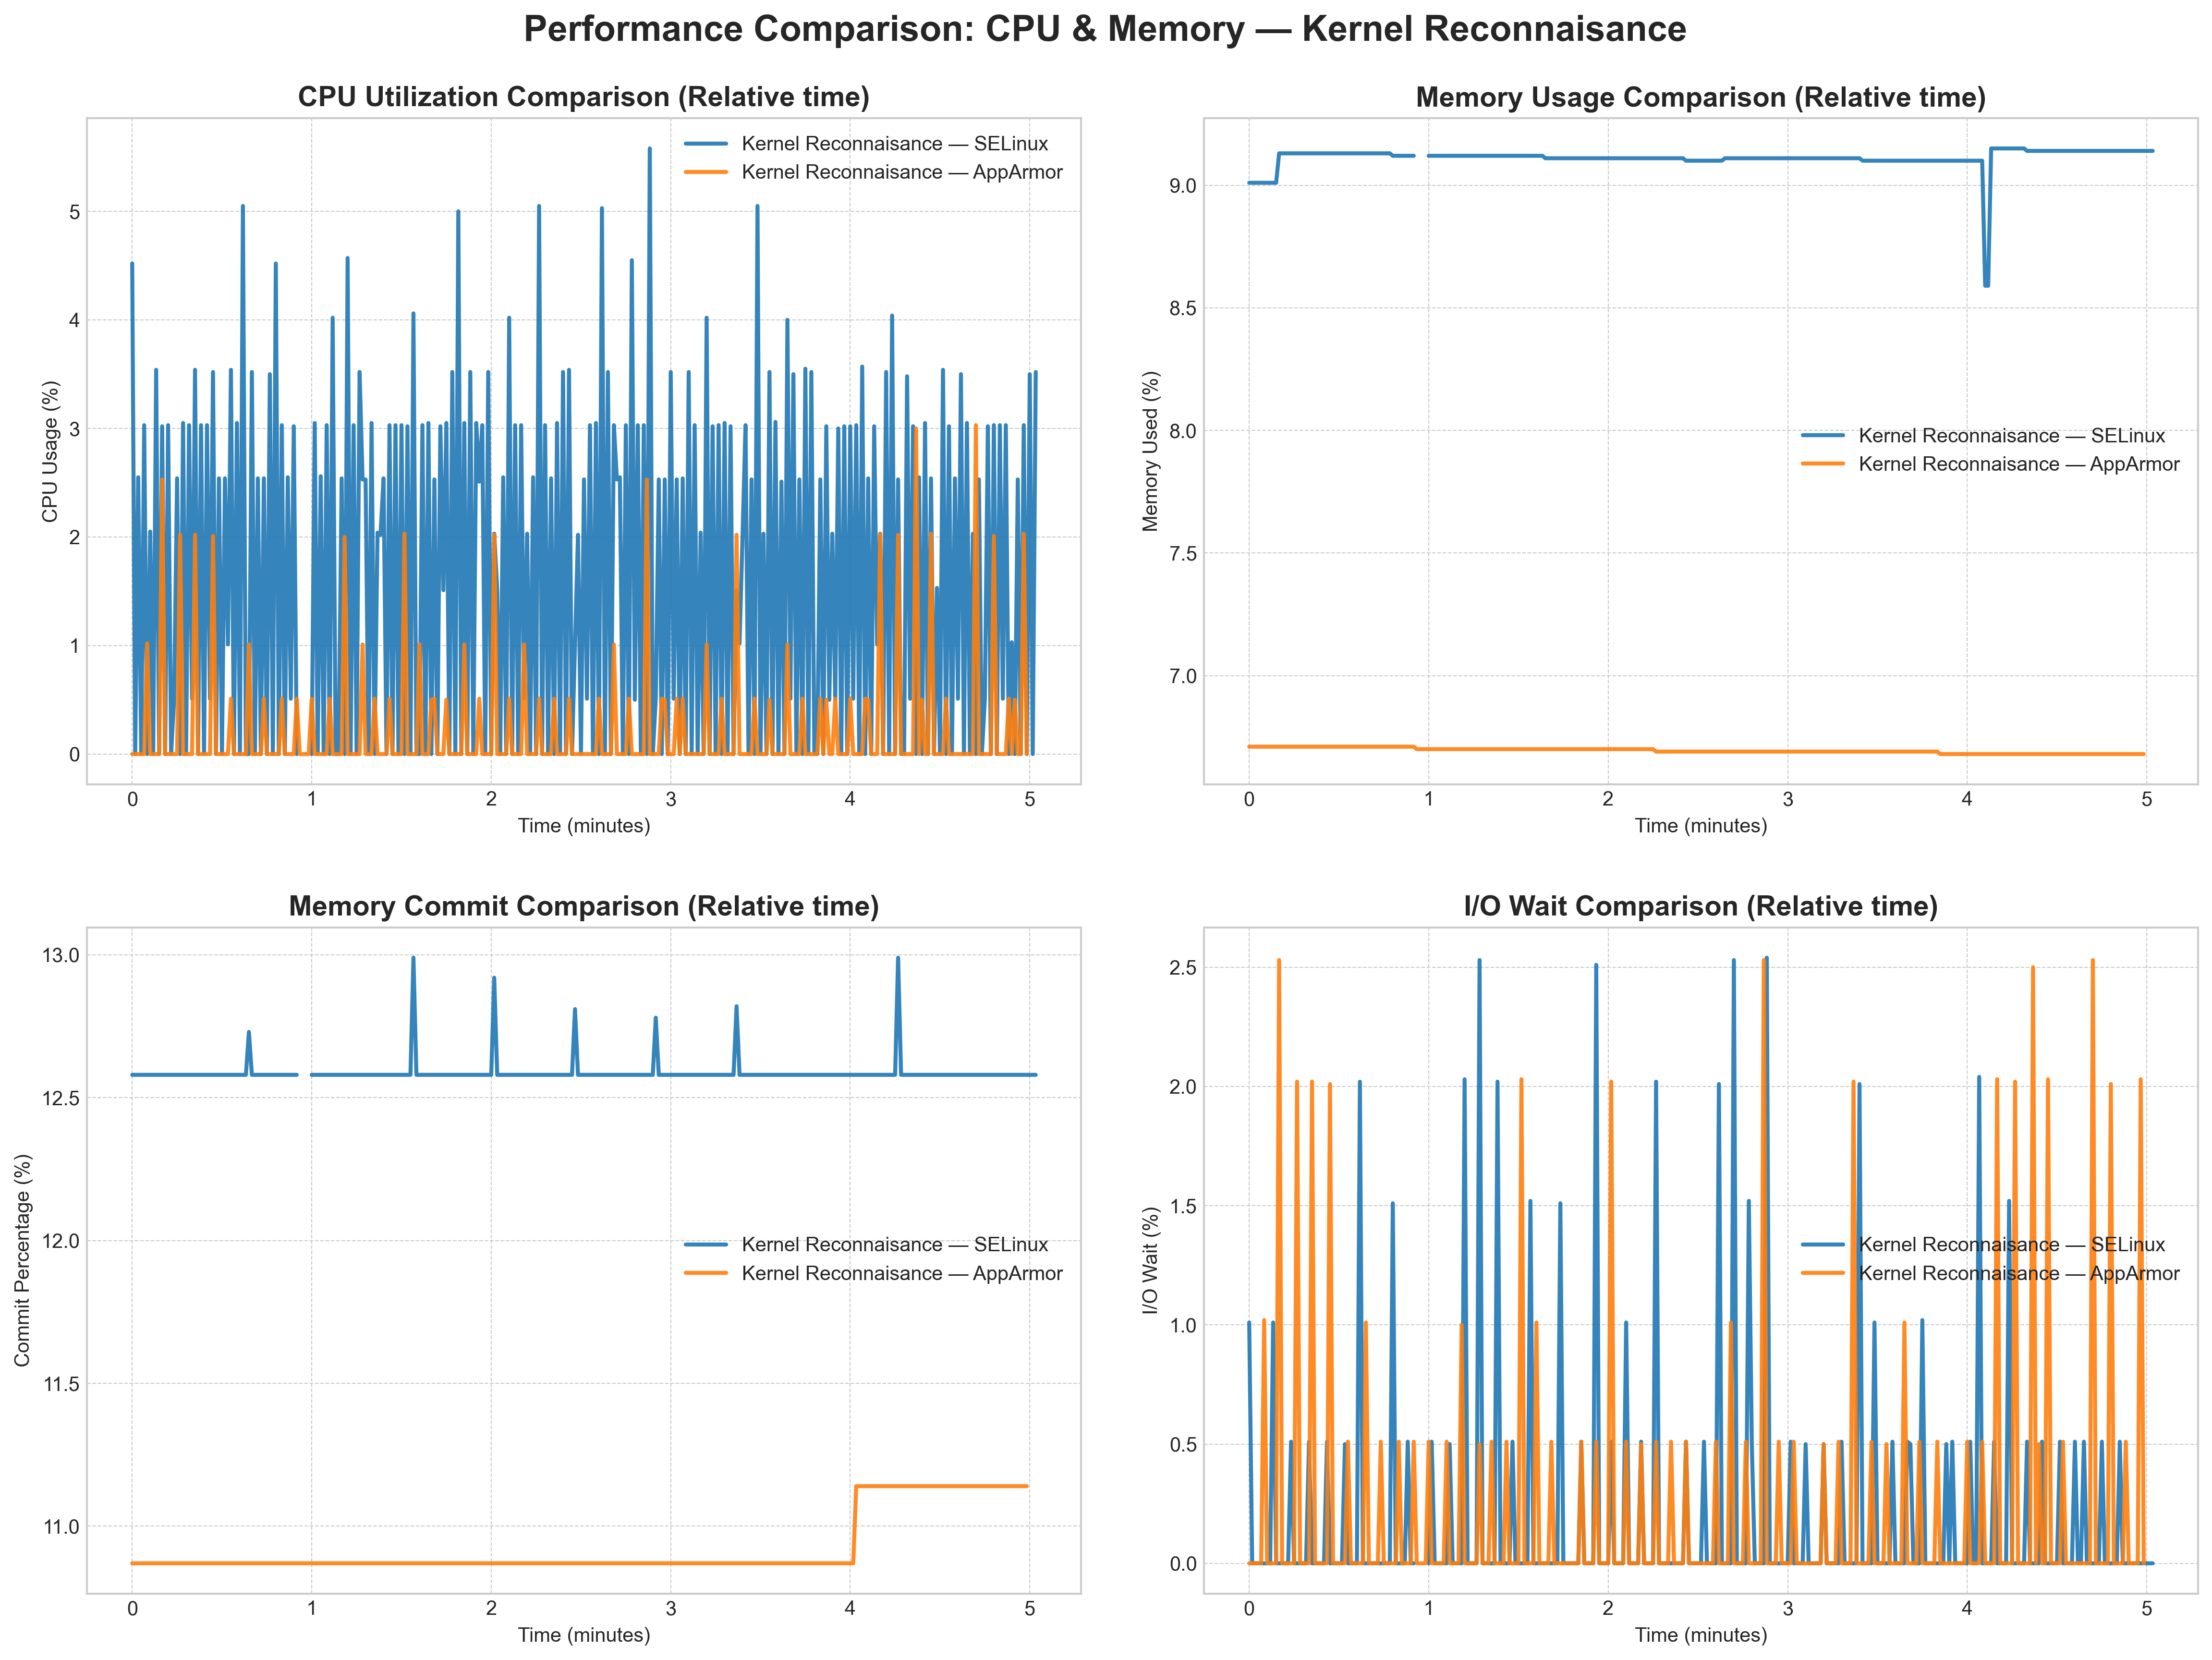 Performance Comparison: CPU & Memory — Kernel Reconnaisance
CPU Utilization Comparison (Relative time)
Kernel Reconnaisance — SELinux
Kernel Reconnaisance — AppArmor
CPU Usage (%)
5
4
3
2
1
0
0 1 2 3 4 5
Time (minutes)
Memory Usage Comparison (Relative time)
Memory Used (%)
9.0
8.5
8.0
7.5
7.0
Kernel Reconnaisance — SELinux
Kernel Reconnaisance — AppArmor
0 1 2 3 4 5
Time (minutes)
Memory Commit Comparison (Relative time)
Commit Percentage (%)
13.0
12.5
12.0
11.5
11.0
Kernel Reconnaisance — SELinux
Kernel Reconnaisance — AppArmor
0 1 2 3 4 5
Time (minutes)
I/O Wait Comparison (Relative time)
I/O Wait (%)
2.5
2.0
1.5
1.0
0.5
0.0
Kernel Reconnaisance — SELinux
Kernel Reconnaisance — AppArmor
0 1 2 3 4 5
Time (minutes)